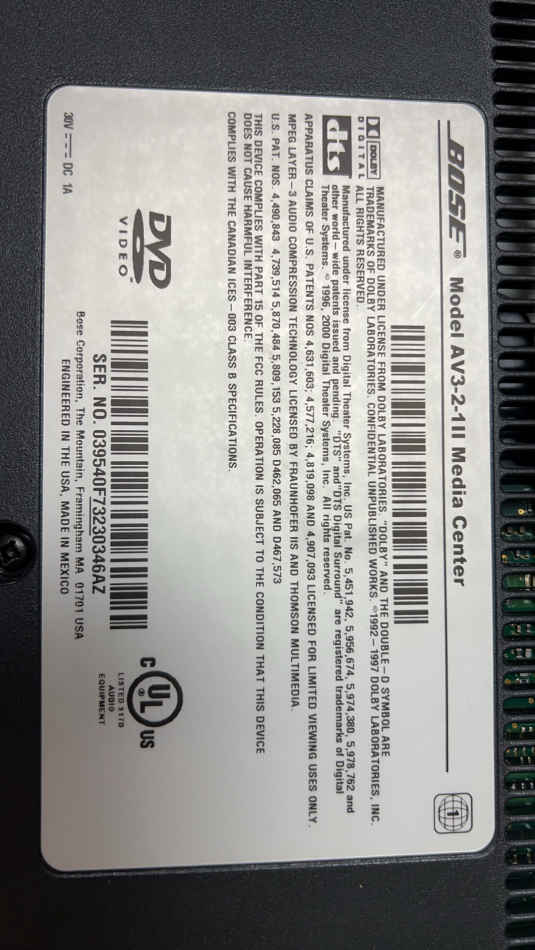 BOSE® Model AV3-2-1II Media Center
1
DOLBY
DIGITAL
MANUFACTURED UNDER LICENSE FROM DOLBY LABORATORIES. "DOLBY" AND THE DOUBLE-D SYMBOL ARE
TRADEMARKS OF DOLBY LABORATORIES. CONFIDENTIAL UNPUBLISHED WORKS. ©1992-1997 DOLBY LABORATORIES, INC.
ALL RIGHTS RESERVED.
dts
Manufactured under license from Digital Theater Systems, Inc. US Pat. No. 5,451,942, 5,956,674, 5,974,380, 5,978,762 and
other world-wide patents issued and pending. "DTS" and "DTS Digital Surround" are registered trademarks of Digital
Theater Systems. © 1996, 2000 Digital Theater Systems, Inc. All rights reserved.
APPARATUS CLAIMS OF U.S. PATENTS NOS 4,631,603; 4,577,216; 4,819,098 AND 4,907,093 LICENSED FOR LIMITED VIEWING USES ONLY.
MPEG LAYER-3 AUDIO COMPRESSION TECHNOLOGY LICENSED BY FRAUNHOFER IIS AND THOMSON MULTIMEDIA.
U.S. PAT. NOS. 4,490,843 4,739,514 5,870,484 5,809,153 5,228,085 D462,065 AND D467,573
THIS DEVICE COMPLIES WITH PART 15 OF THE FCC RULES. OPERATION IS SUBJECT TO THE CONDITION THAT THIS DEVICE
DOES NOT CAUSE HARMFUL INTERFERENCE.
COMPLIES WITH THE CANADIAN ICES-003 CLASS B SPECIFICATIONS.
DVD
VIDEO™
SER. NO. 039540F73230346AZ
C UL® US
LISTED 317D
AUDIO
EQUIPMENT
30V ⎓ DC 1A
Bose Corporation, The Mountain, Framingham MA 01701 USA
ENGINEERED IN THE USA, MADE IN MEXICO